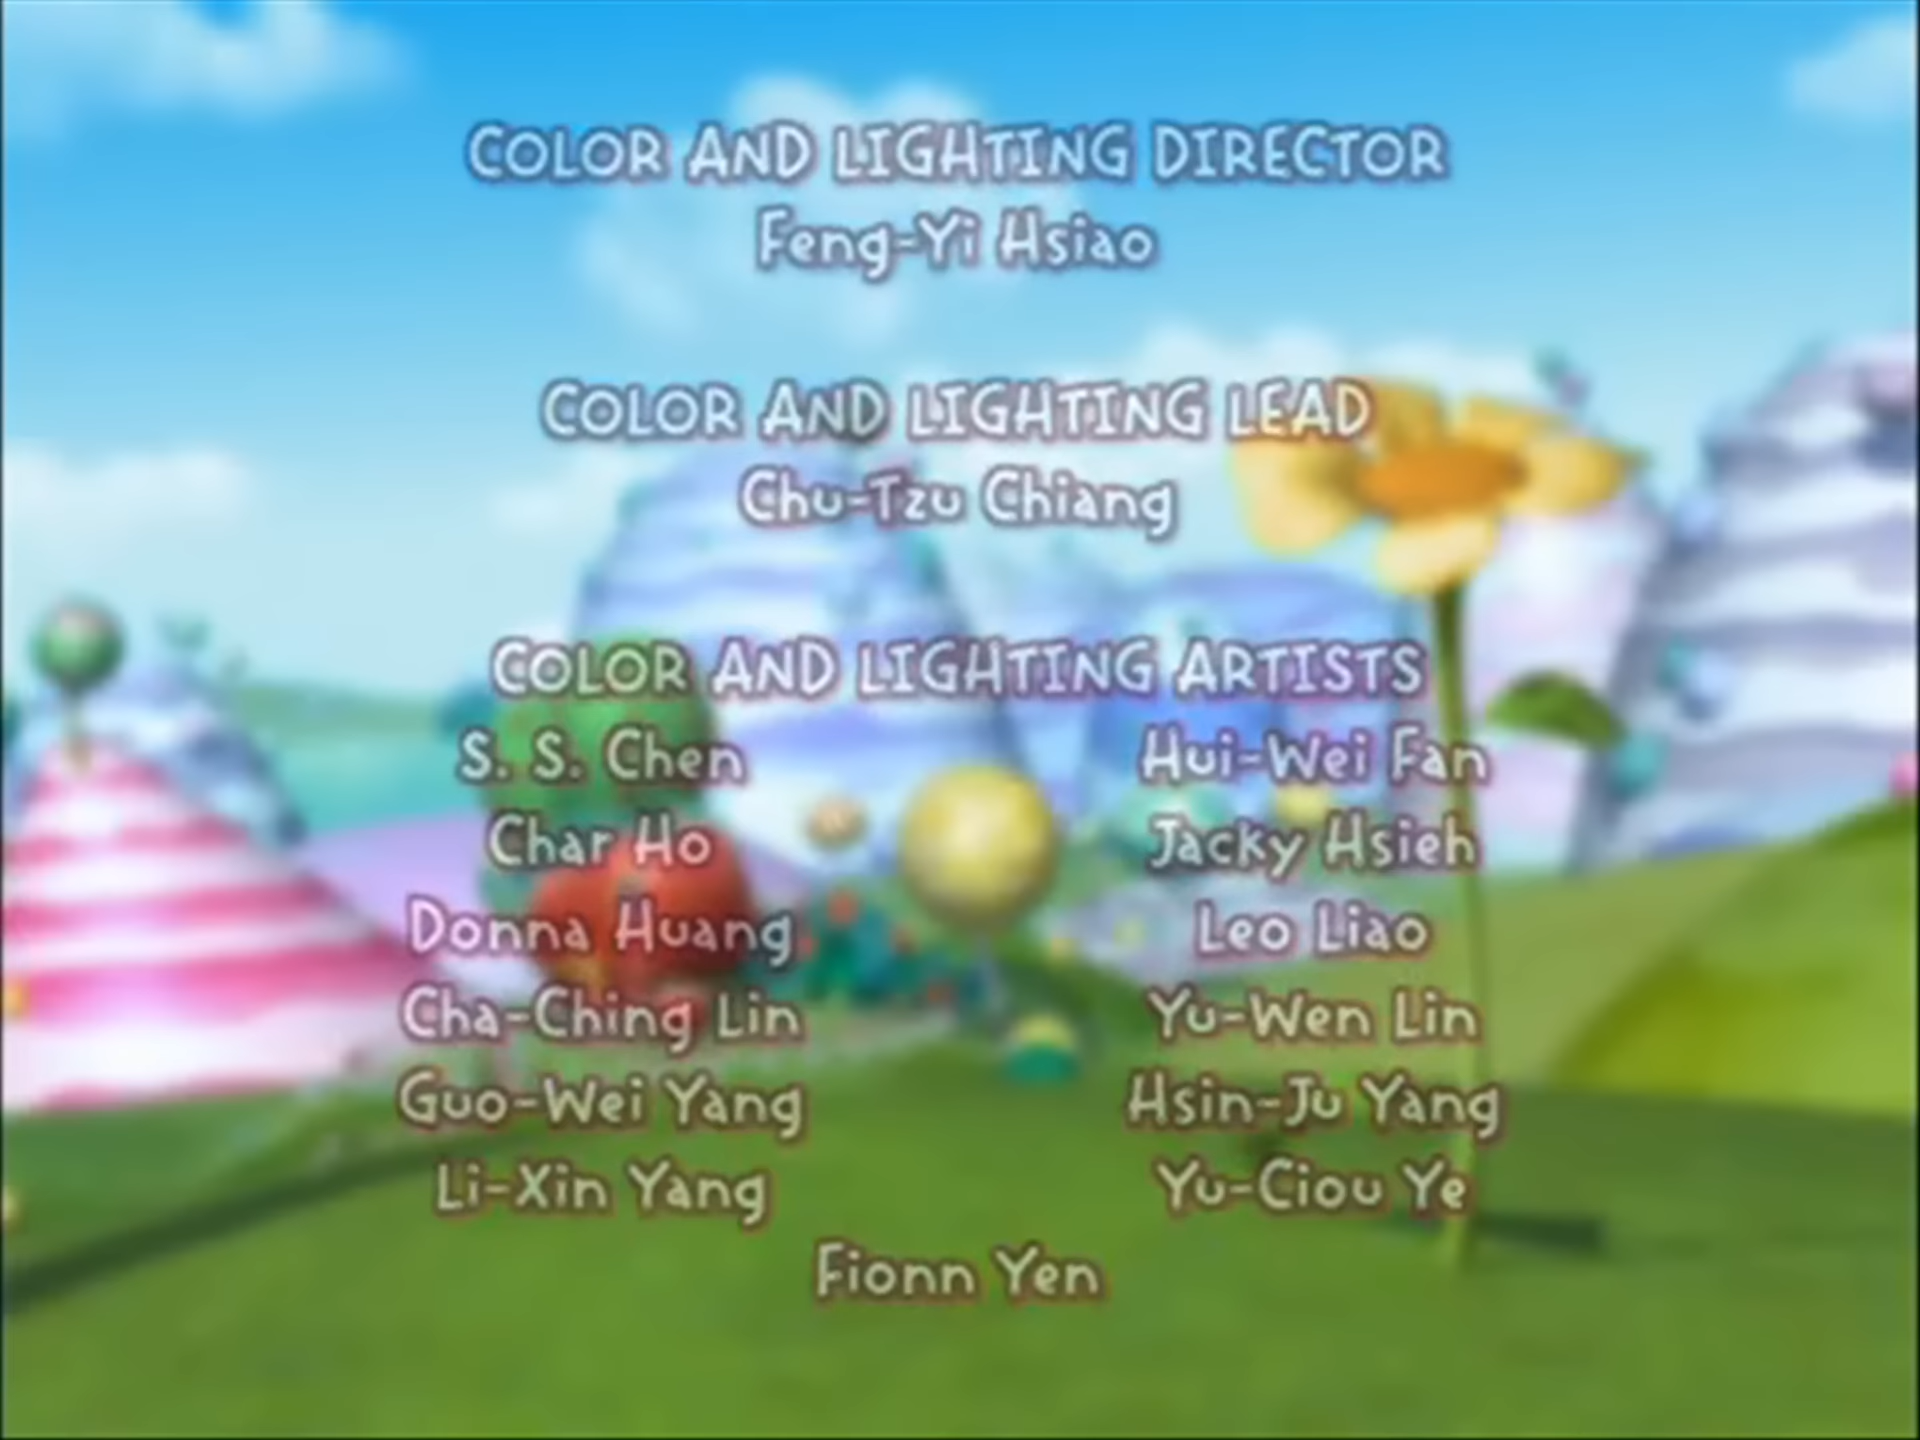 COLOR AND LIGHTING DIRECTOR
Feng-Yi Hsiao
COLOR AND LIGHTING LEAD
Chu-Tzu Chiang
COLOR AND LIGHTING ARTISTS
S. S. Chen Hui-Wei Fan
Char Ho Jacky Hsieh
Donna Huang Leo Liao
Cha-Ching Lin Yu-Wen Lin
Guo-Wei Yang Hsin-Ju Yang
Li-Xin Yang Yu-Ciou Ye
Fionn Yen